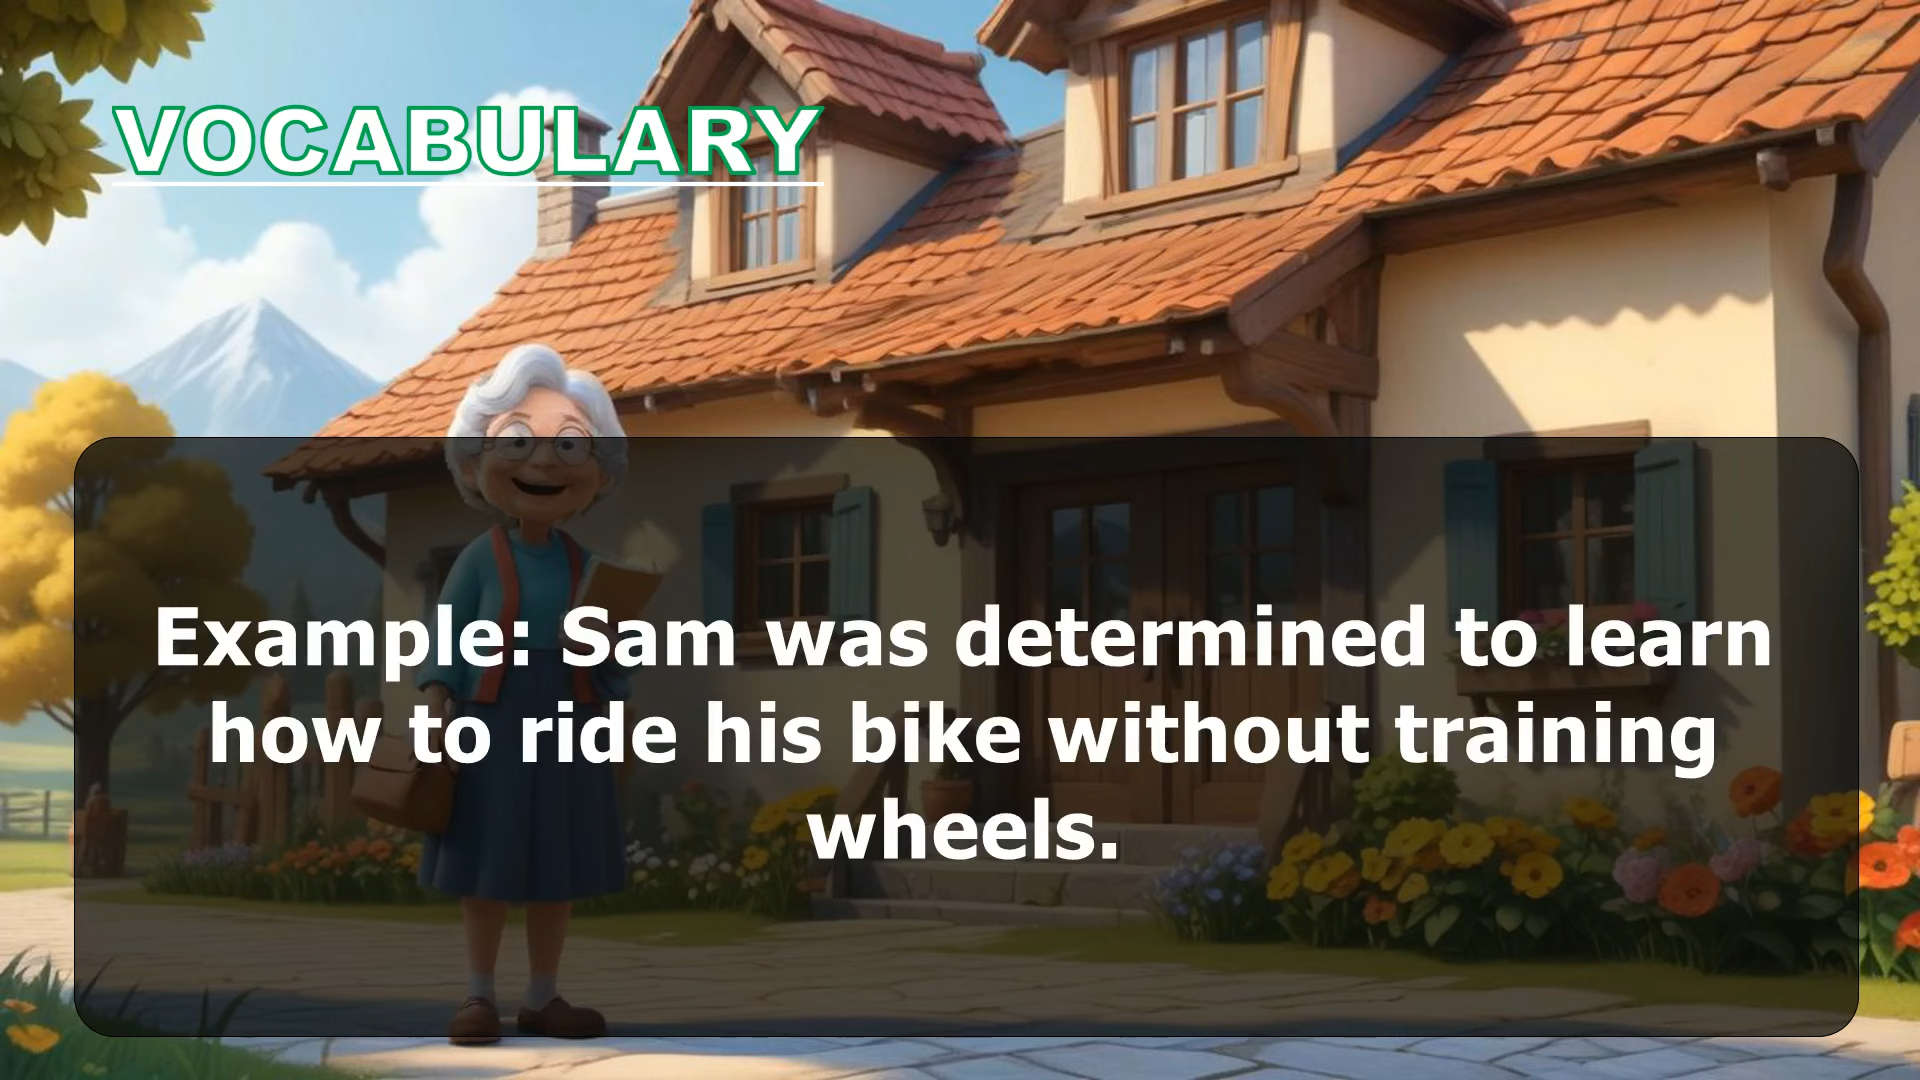 VOCABULARY
Example: Sam was determined to learn
how to ride his bike without training
wheels.